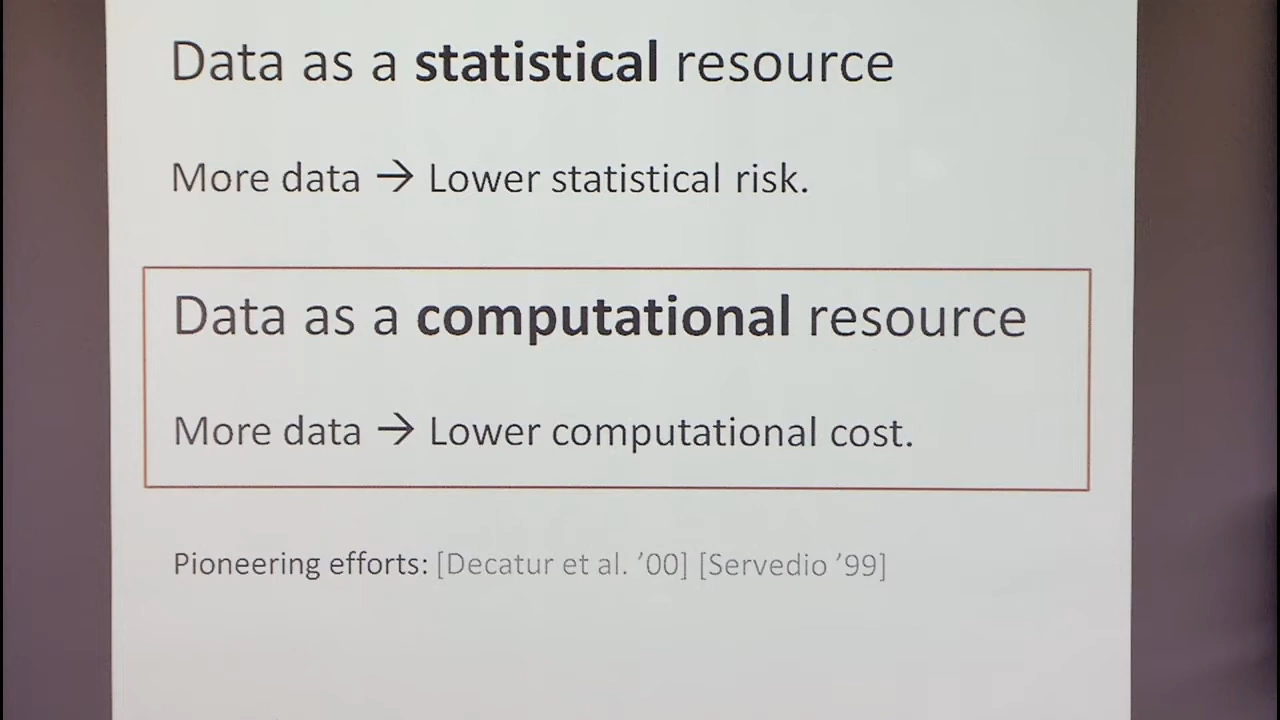 Data as a statistical resource
More data → Lower statistical risk.
Data as a computational resource
More data → Lower computational cost.
Pioneering efforts: [Decatur et al. ’00] [Servedio ’99]